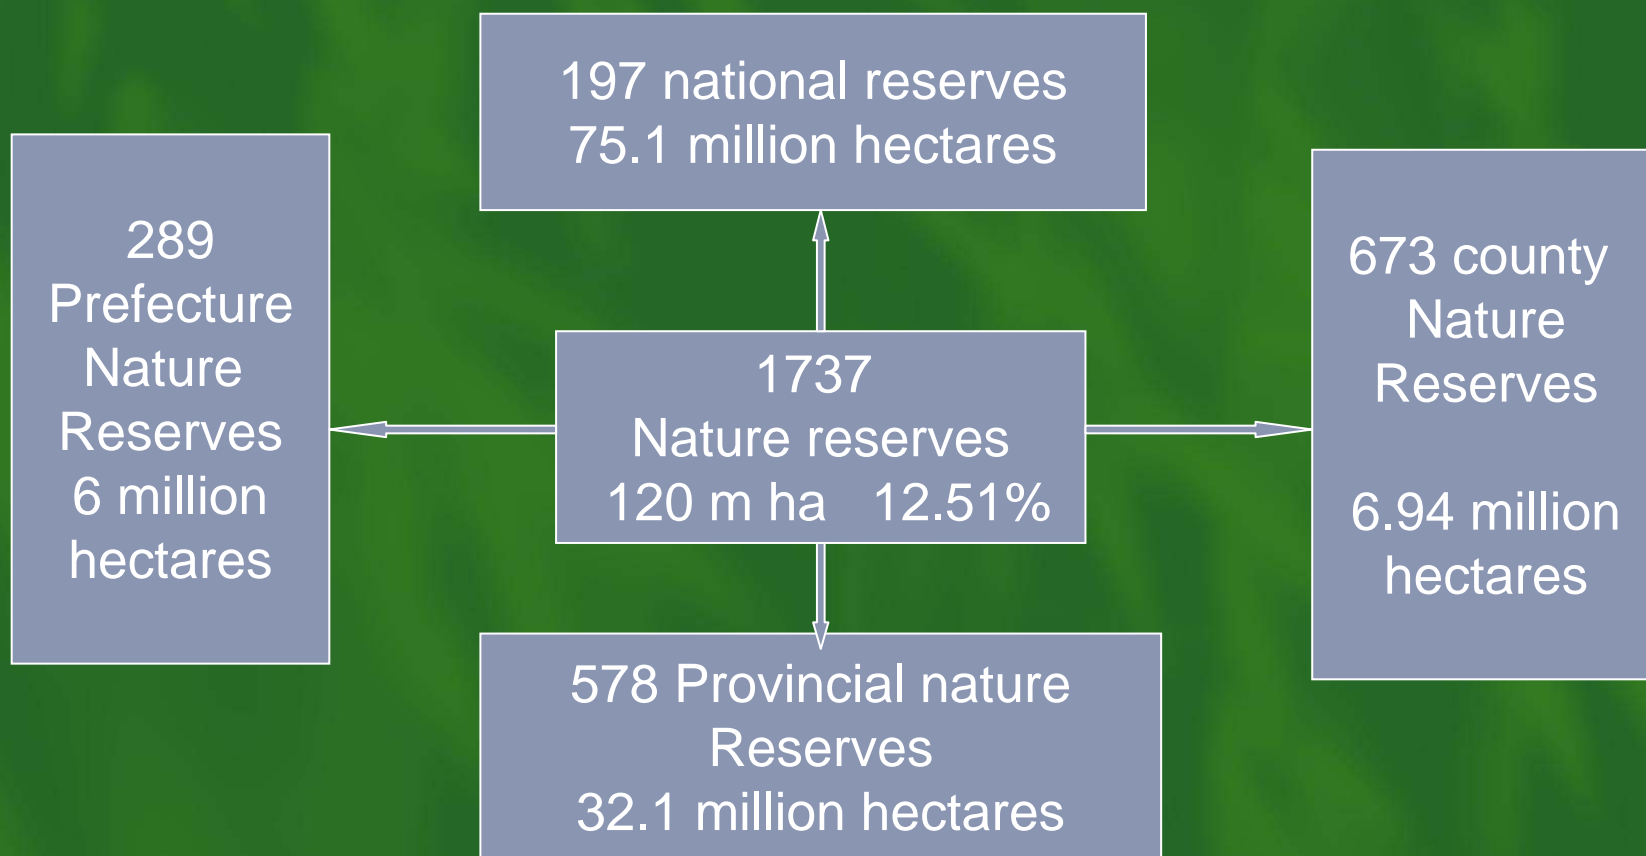 197 national reserves
75.1 million hectares
289
Prefecture
Nature
Reserves
6 million
hectares
1737
Nature reserves
120 m ha 12.51%
673 county
Nature
Reserves
6.94 million
hectares
578 Provincial nature
Reserves
32.1 million hectares